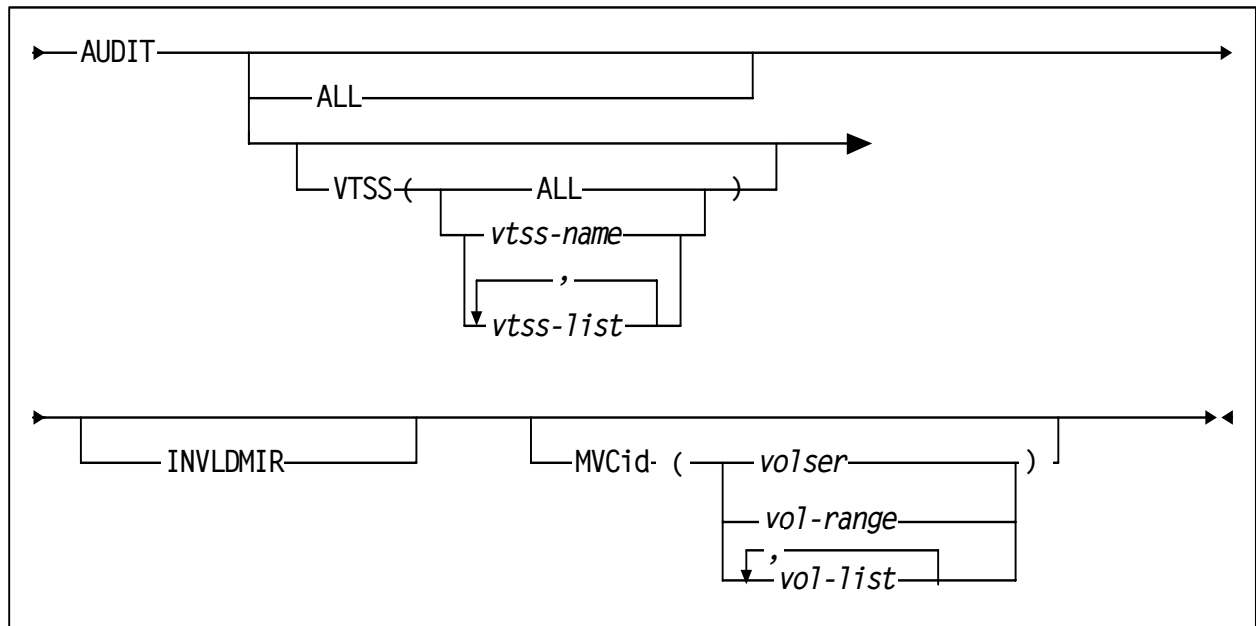 AUDIT
ALL
VTSS ( ALL )
vtss-name
,
vtss-list
INVLDMIR
MVCid ( volser )
vol-range
,
vol-list